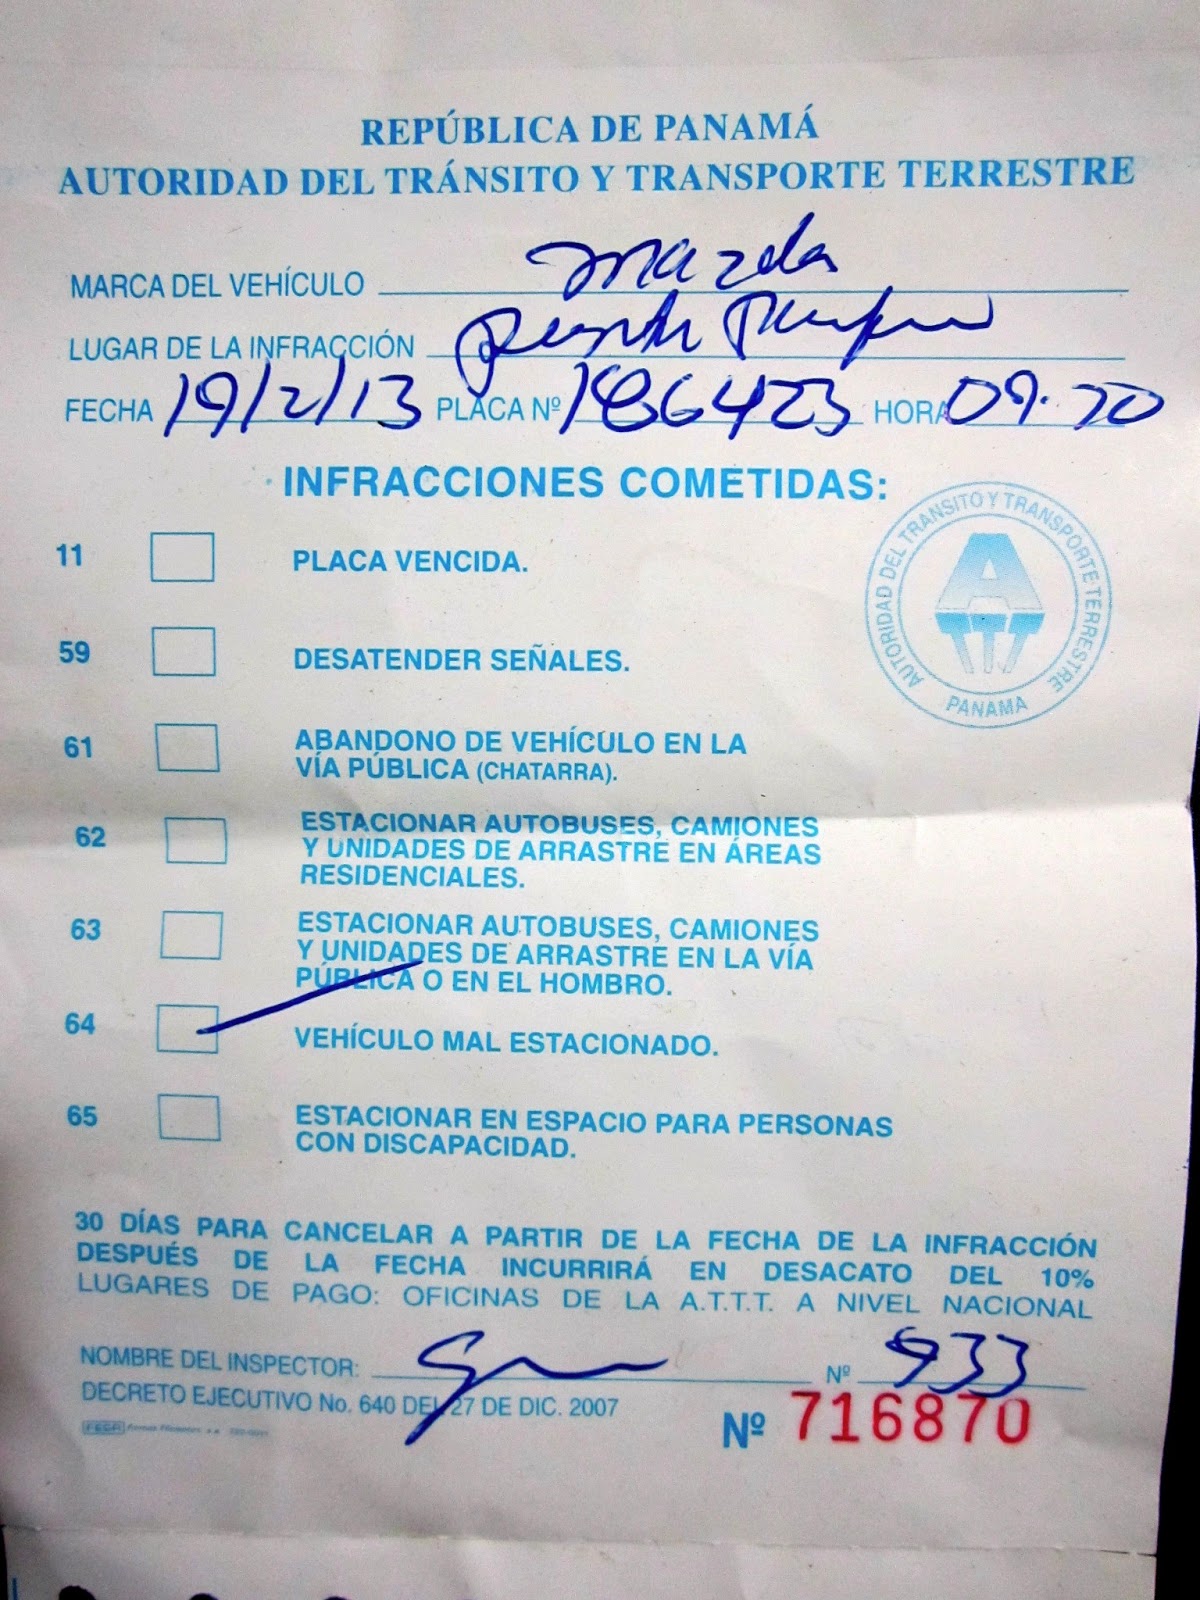 REPÚBLICA DE PANAMÁ
AUTORIDAD DEL TRÁNSITO Y TRANSPORTE TERRESTRE
MARCA DEL VEHÍCULO Mazda
LUGAR DE LA INFRACCIÓN
FECHA 19/2/13 PLACA Nº HORA
INFRACCIONES COMETIDAS:
AUTORIDAD DEL TRANSITO Y TRANSPORTE TERRESTRE
ATTT
PANAMA
11 PLACA VENCIDA.
59 DESATENDER SEÑALES.
61 ABANDONO DE VEHÍCULO EN LA
VÍA PÚBLICA (CHATARRA).
62 ESTACIONAR AUTOBUSES, CAMIONES
Y UNIDADES DE ARRASTRE EN ÁREAS
RESIDENCIALES.
63 ESTACIONAR AUTOBUSES, CAMIONES
Y UNIDADES DE ARRASTRE EN LA VÍA
PÚBLICA O EN EL HOMBRO.
64 VEHÍCULO MAL ESTACIONADO.
65 ESTACIONAR EN ESPACIO PARA PERSONAS
CON DISCAPACIDAD.
30 DÍAS PARA CANCELAR A PARTIR DE LA FECHA DE LA INFRACCIÓN
DESPUÉS DE LA FECHA INCURRIRÁ EN DESACATO DEL 10%
LUGARES DE PAGO: OFICINAS DE LA A.T.T.T. A NIVEL NACIONAL
NOMBRE DEL INSPECTOR: Nº 933
DECRETO EJECUTIVO No. 640 DEL 27 DE DIC. 2007
Nº 716870